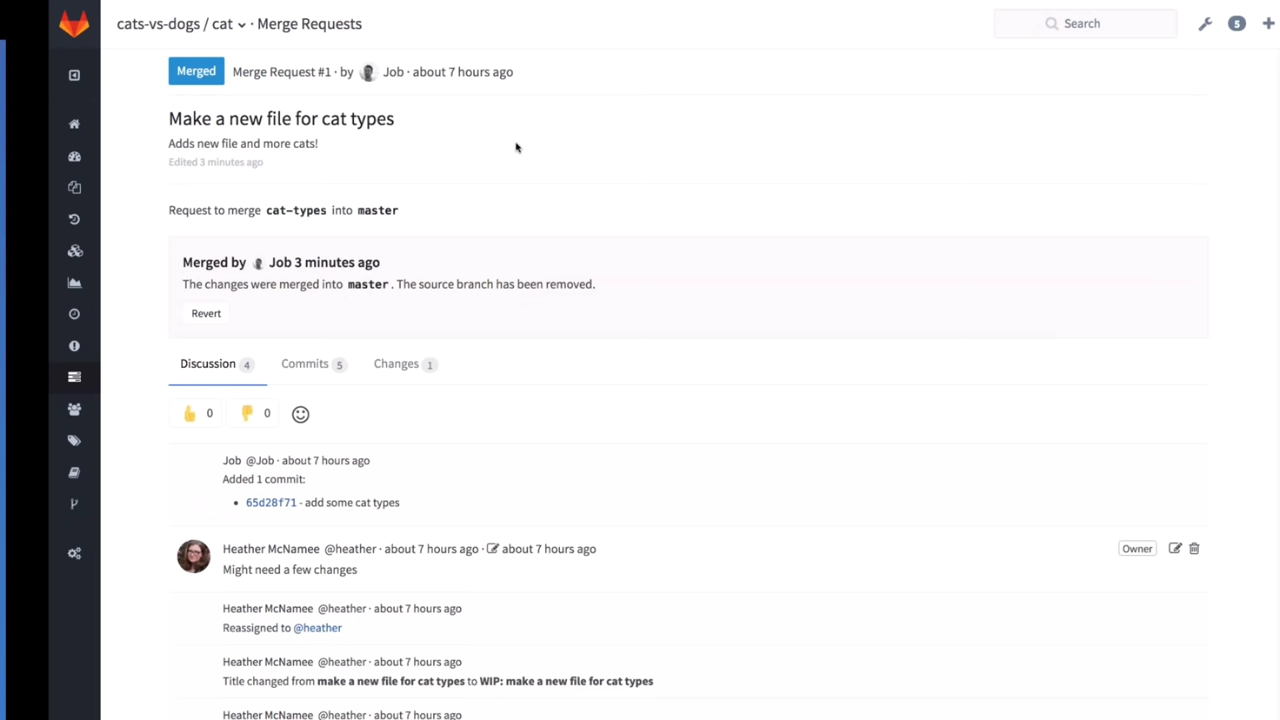 cats-vs-dogs / cat · Merge Requests
Search
5
Merged Merge Request #1 · by Job · about 7 hours ago
Make a new file for cat types
Adds new file and more cats!
Edited 3 minutes ago
Request to merge cat-types into master
Merged by Job 3 minutes ago
The changes were merged into master. The source branch has been removed.
Revert
Discussion 4 Commits 5 Changes 1
0 0
Job @Job · about 7 hours ago
Added 1 commit:
• 65d28f71 - add some cat types
Heather McNamee @heather · about 7 hours ago · about 7 hours ago
Owner
Might need a few changes
Heather McNamee @heather · about 7 hours ago
Reassigned to @heather
Heather McNamee @heather · about 7 hours ago
Title changed from make a new file for cat types to WIP: make a new file for cat types
Heather McNamee @heather · about 7 hours ago